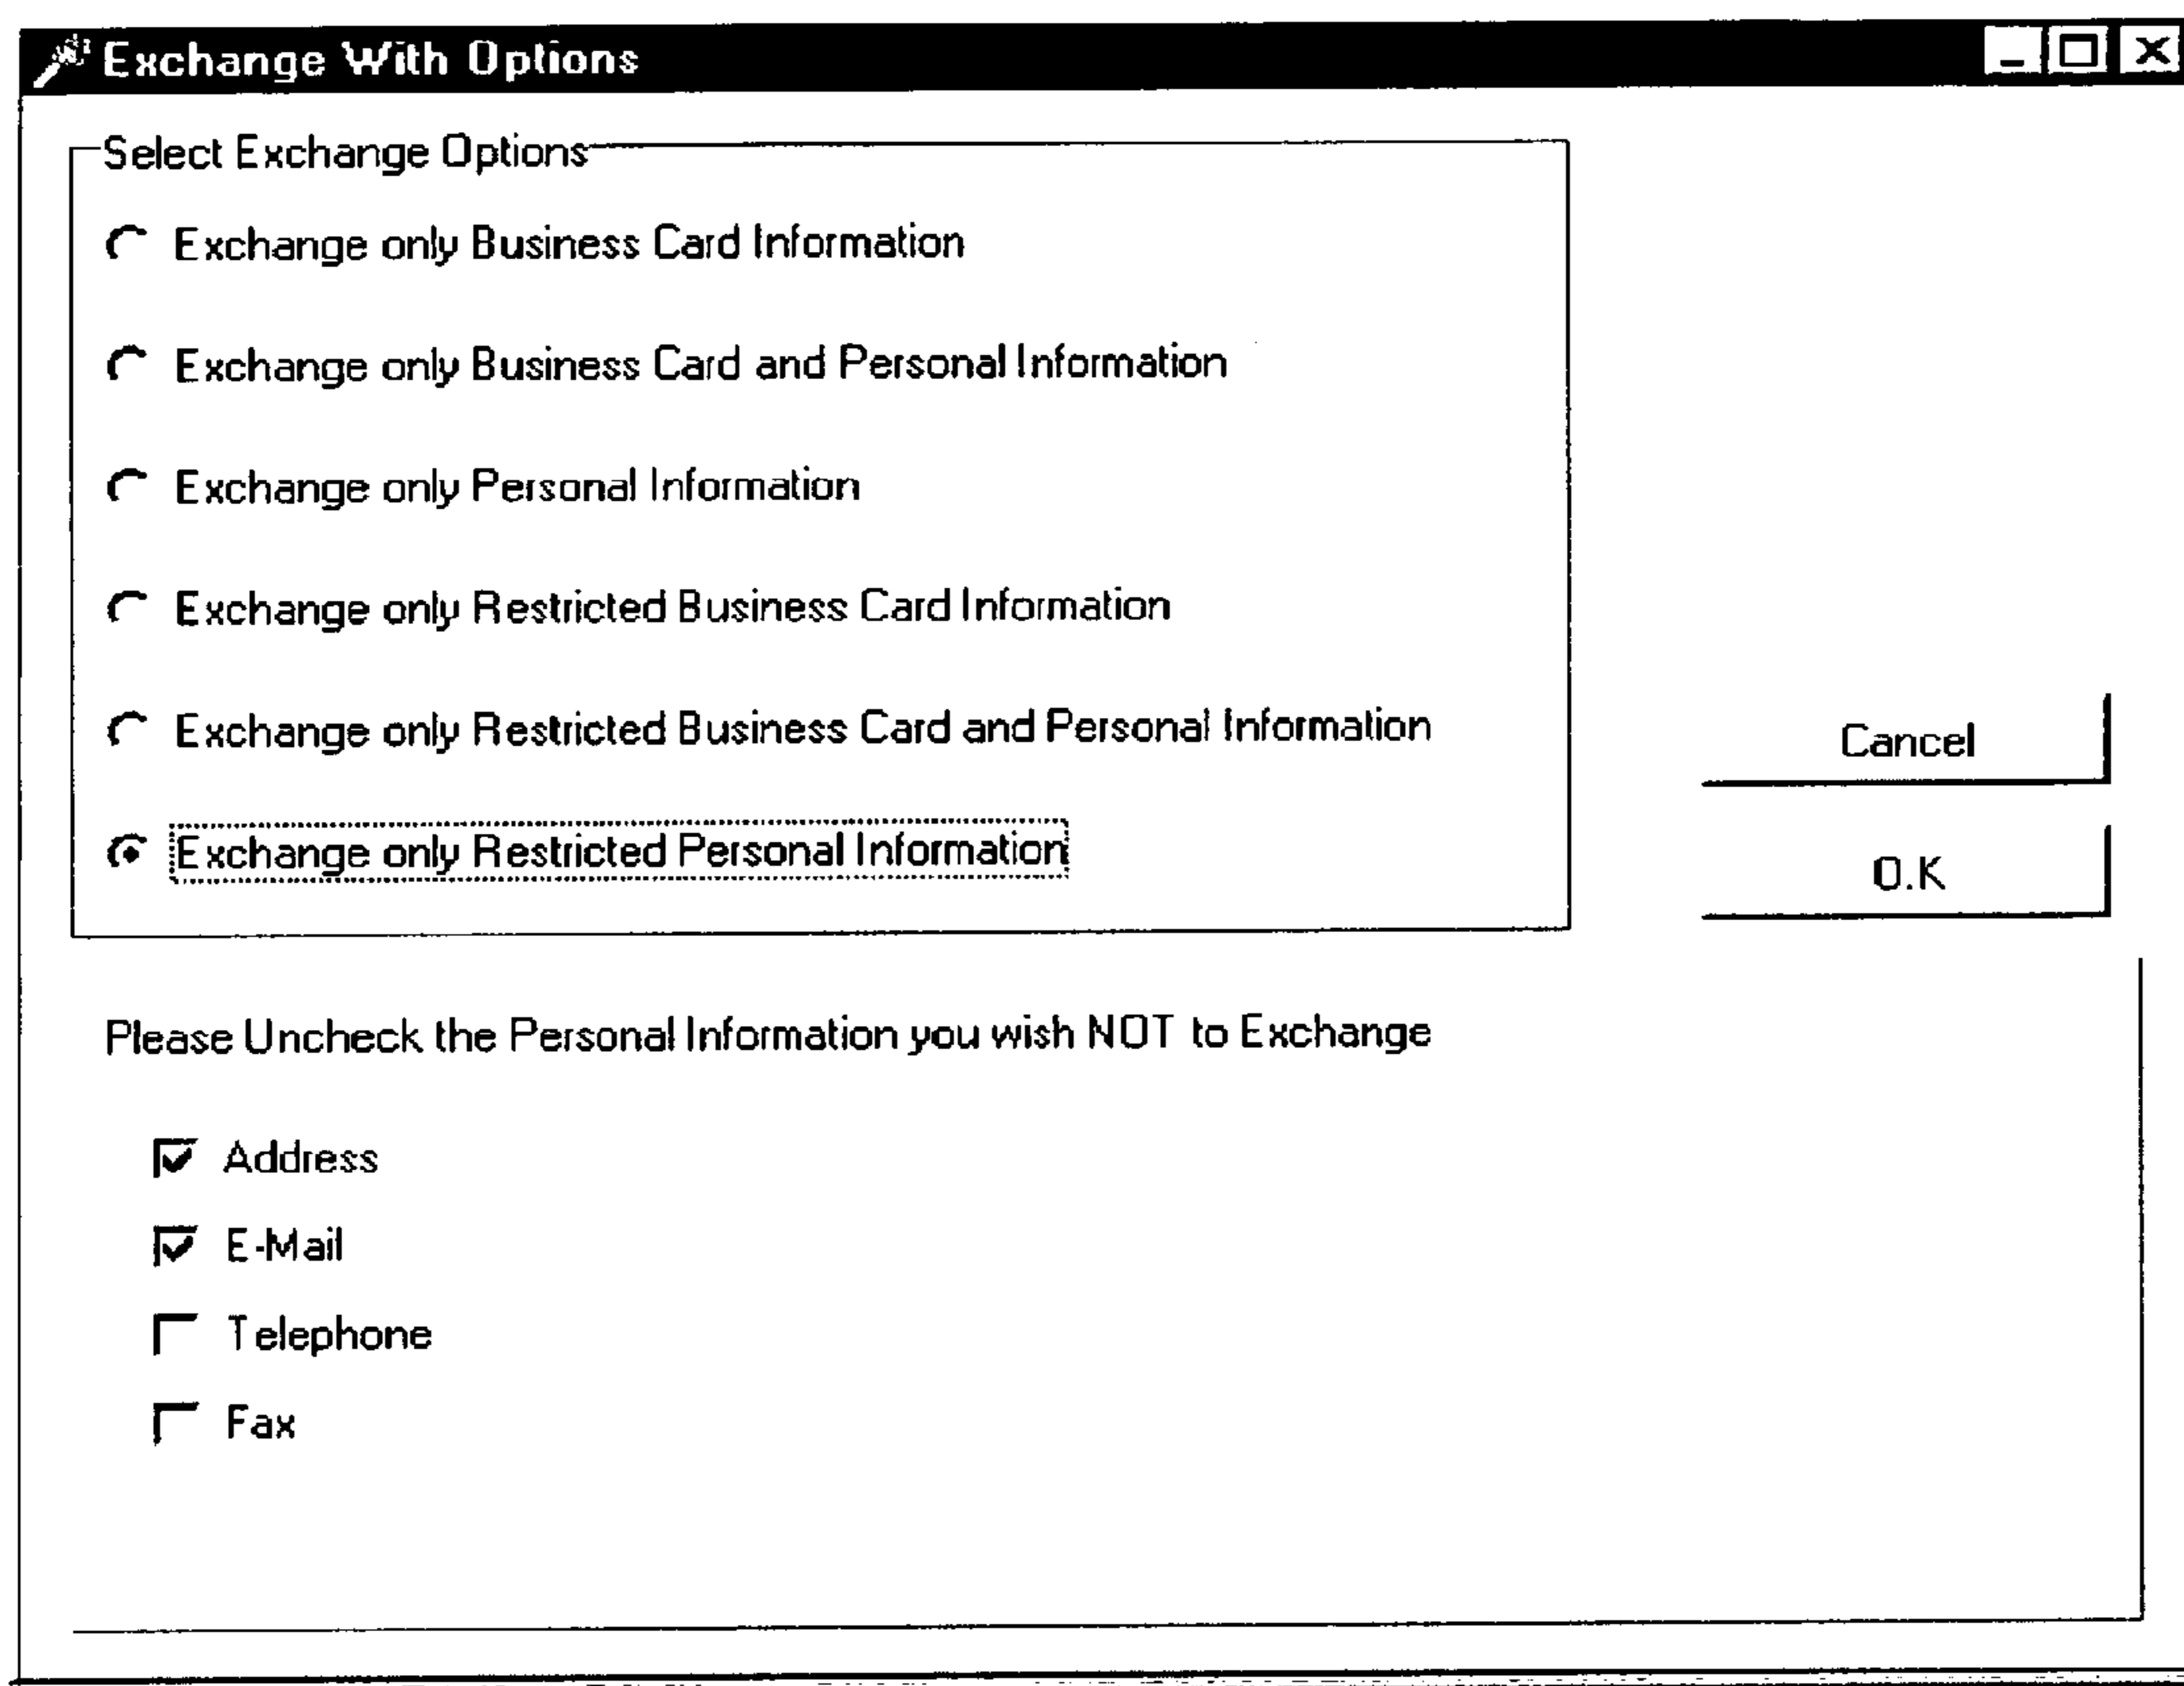 Exchange With Options
Select Exchange Options
Exchange only Business Card Information
Exchange only Business Card and Personal Information
Exchange only Personal Information
Exchange only Restricted Business Card Information
Exchange only Restricted Business Card and Personal Information
Cancel
Exchange only Restricted Personal Information
O.K
Please Uncheck the Personal Information you wish NOT to Exchange
Address
E-Mail
Telephone
Fax